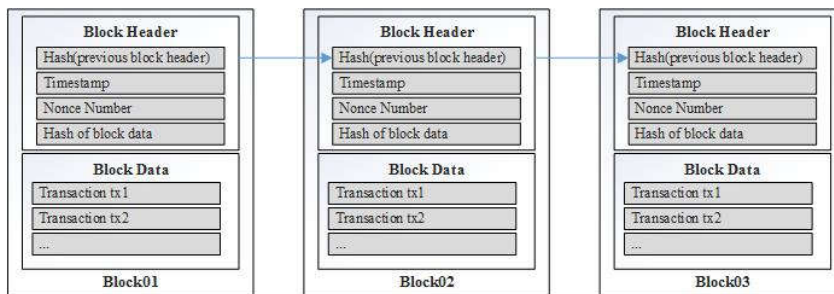 Block Header
Hash(previous block header)
Timestamp
Nonce Number
Hash of block data
Block Data
Transaction tx1
Transaction tx2
...
Block01
Block Header
Hash(previous block header)
Timestamp
Nonce Number
Hash of block data
Block Data
Transaction tx1
Transaction tx2
...
Block02
Block Header
Hash(previous block header)
Timestamp
Nonce Number
Hash of block data
Block Data
Transaction tx1
Transaction tx2
...
Block03